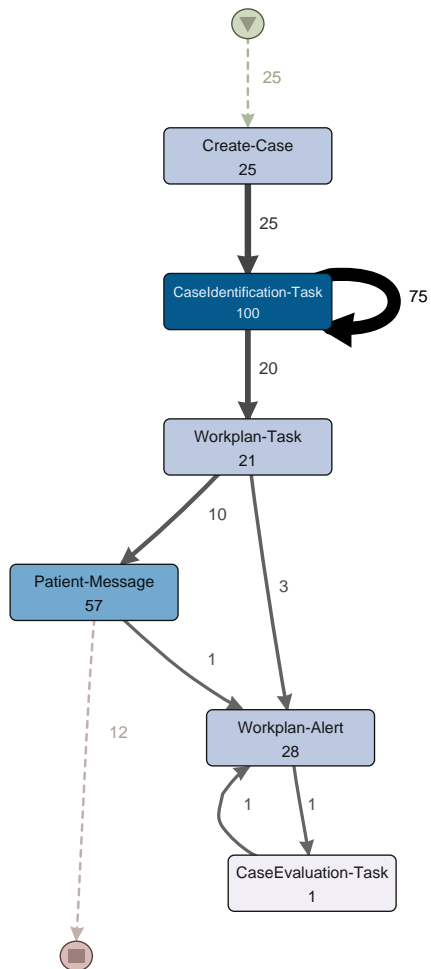 25
Create-Case
25
25
CaseIdentification-Task
100
75
20
Workplan-Task
21
10
3
Patient-Message
57
1
12
Workplan-Alert
28
1
1
CaseEvaluation-Task
1